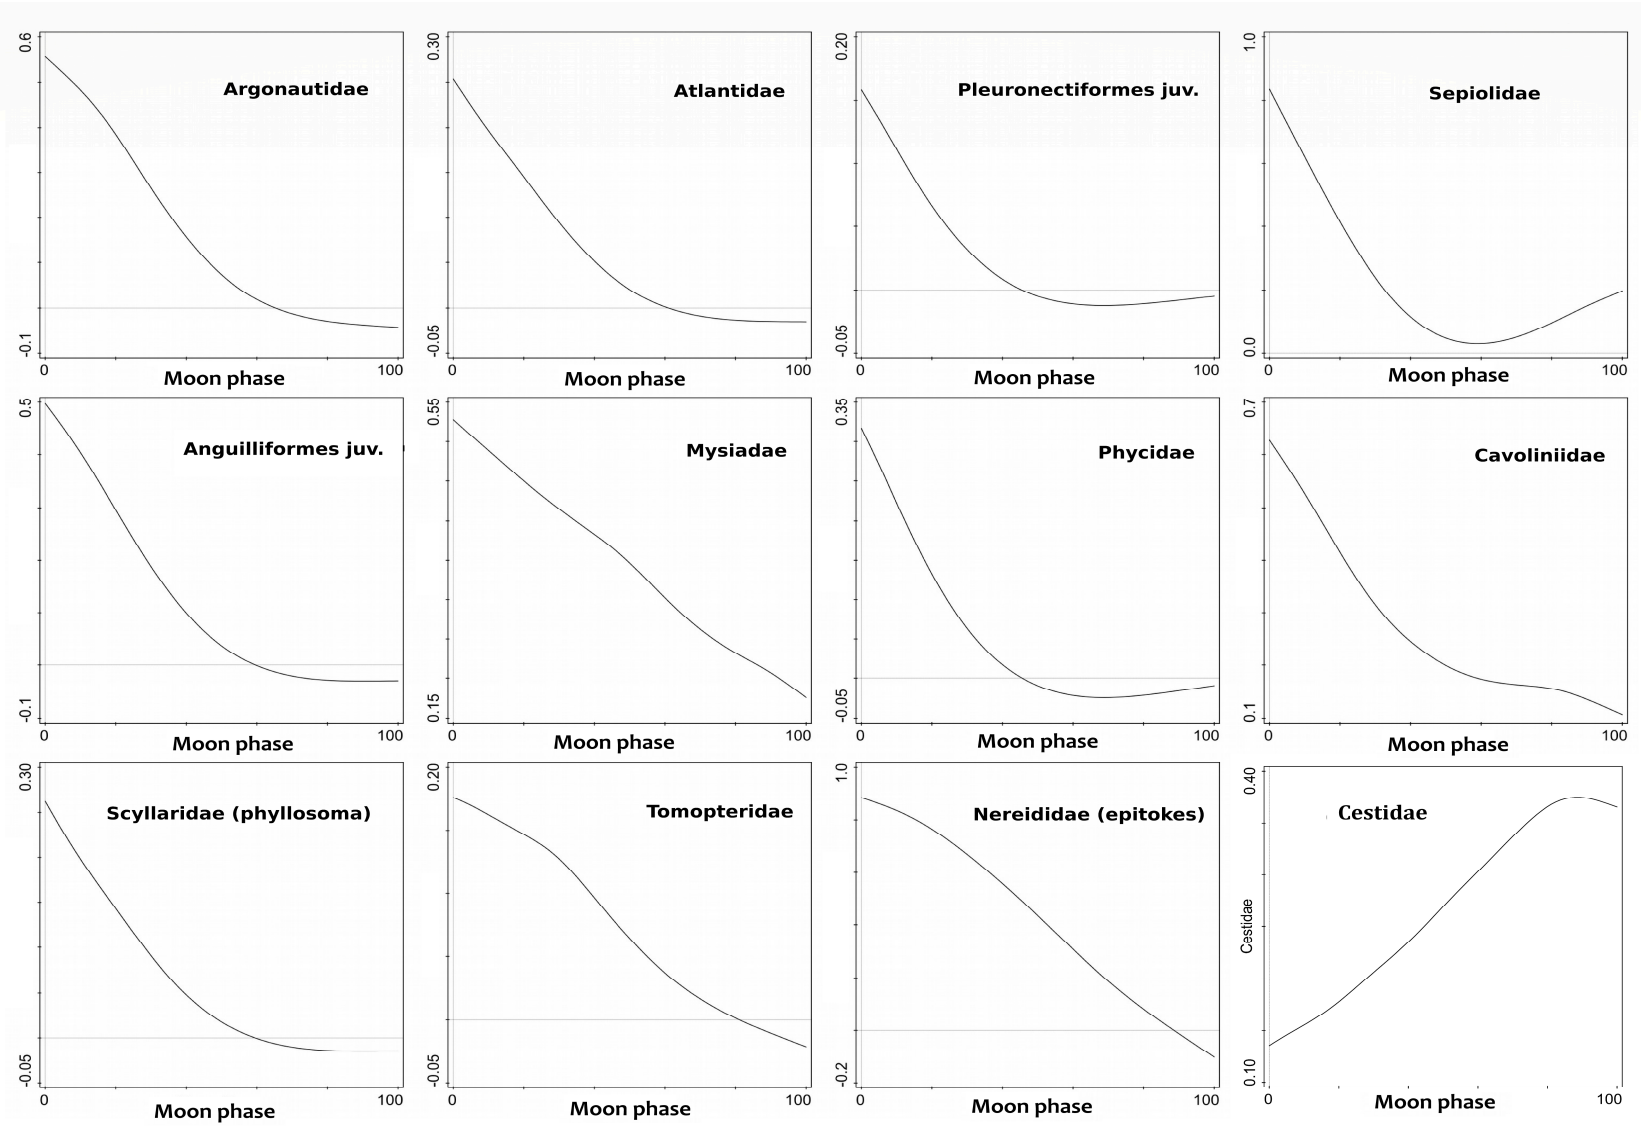 0.6
Argonautidae
-0.1
0
100
Moon phase
0.30
Atlantidae
-0.05
0
100
Moon phase
0.20
Pleuronectiformes juv.
-0.05
0
100
Moon phase
1.0
Sepiolidae
0.0
0
100
Moon phase
0.5
Anguilliformes juv.
-0.1
0
100
Moon phase
0.55
Mysiadae
0.15
0
100
Moon phase
0.35
Phycidae
-0.05
0
100
Moon phase
0.7
Cavoliniidae
0.1
0
100
Moon phase
0.30
Scyllaridae (phyllosoma)
-0.05
0
100
Moon phase
0.20
Tomopteridae
-0.05
0
100
Moon phase
1.0
Nereididae (epitokes)
-0.2
0
100
Moon phase
0.40
Cestidae
Cestidae
0.10
0
100
Moon phase